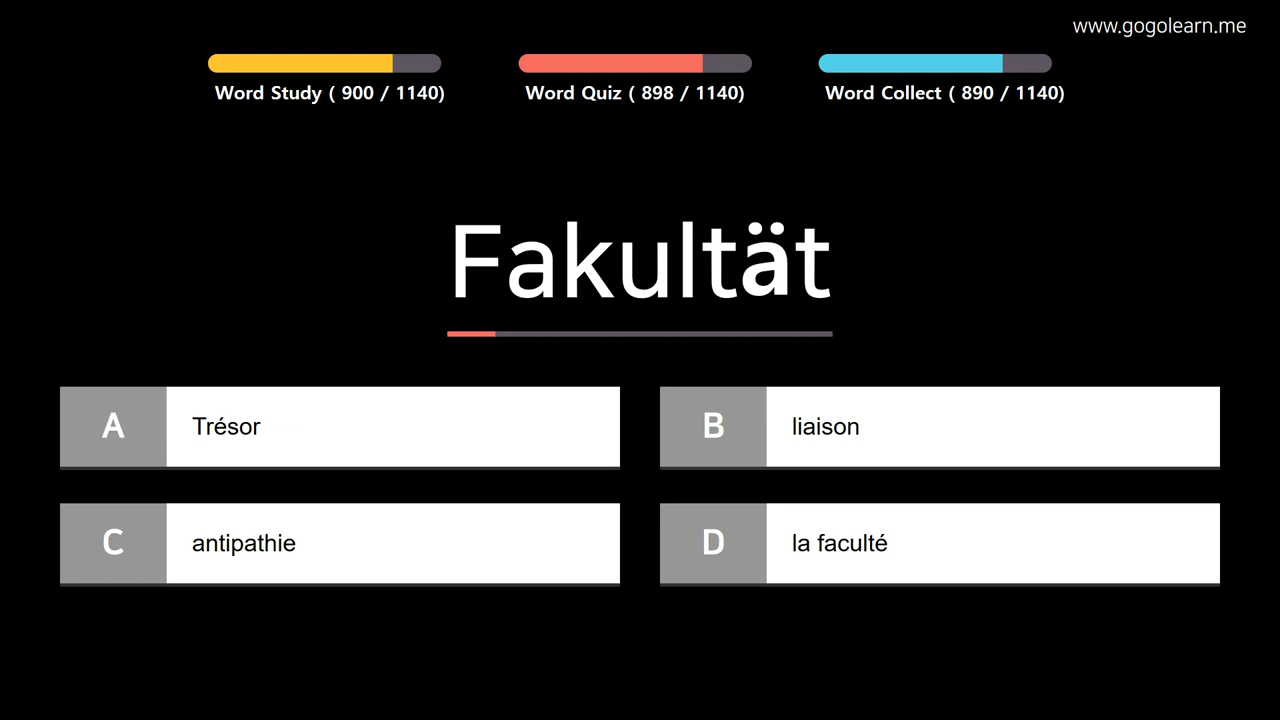 www.gogolearn.me
Word Study ( 900 / 1140)
Word Quiz ( 898 / 1140)
Word Collect ( 890 / 1140)
Fakultät
A
Trésor
B
liaison
C
antipathie
D
la faculté